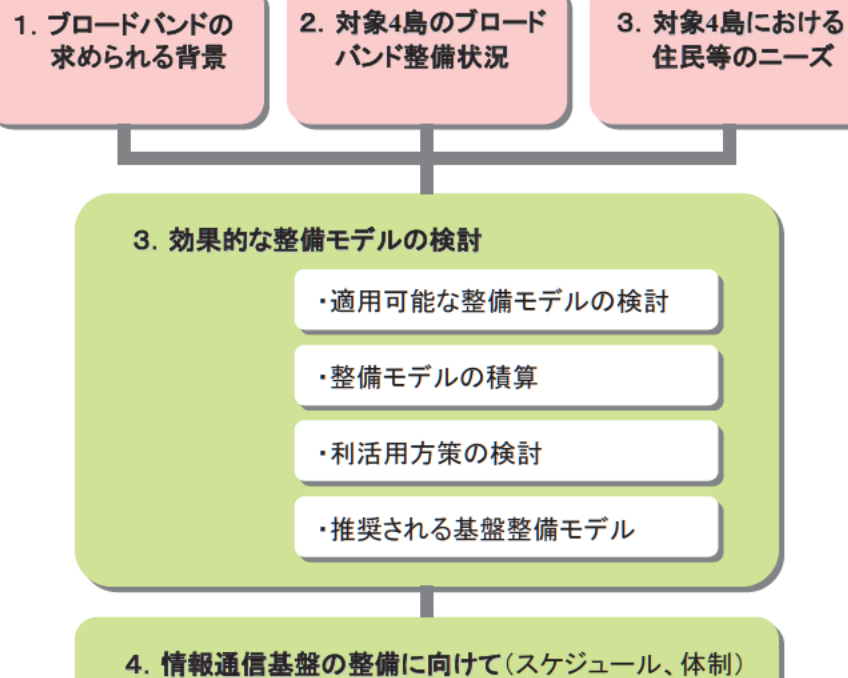 1．ブロードバンドの
求められる背景
2．対象4島のブロード
バンド整備状況
3．対象4島における
住民等のニーズ
3．効果的な整備モデルの検討
・適用可能な整備モデルの検討
・整備モデルの積算
・利活用方策の検討
・推奨される基盤整備モデル
4．情報通信基盤の整備に向けて（スケジュール、体制）